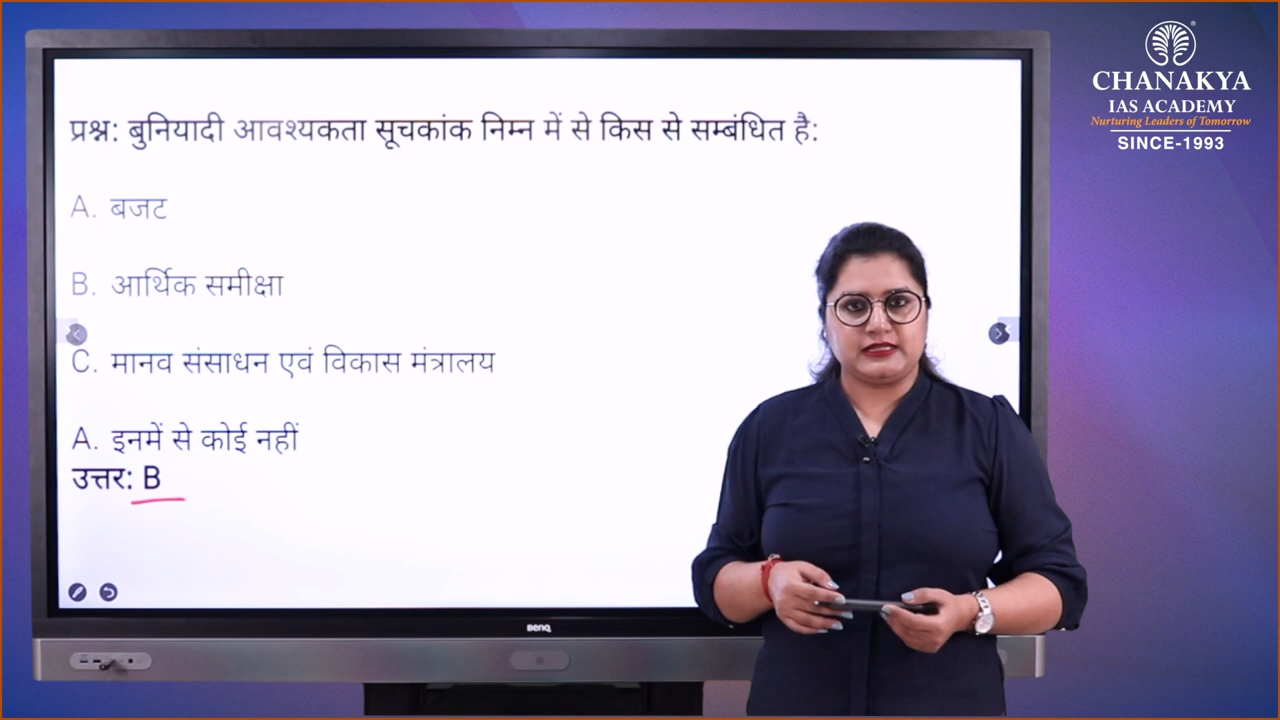 प्रश्न: बुनियादी आवश्यकता सूचकांक निम्न में से किस से सम्बंधित है:
A. बजट
B. आर्थिक समीक्षा
C. मानव संसाधन एवं विकास मंत्रालय
A. इनमें से कोई नहीं
उत्तर: B
BenQ
CHANAKYA
IAS ACADEMY
Nurturing Leaders of Tomorrow
SINCE-1993